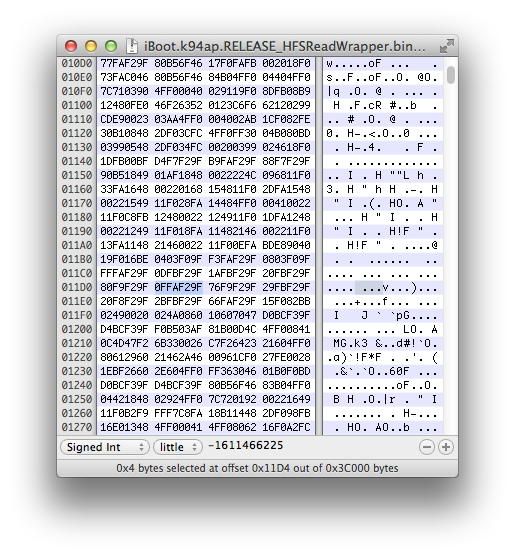 iBoot.k94ap.RELEASE_HFSReadWrapper.bin...
010D0 77FAF29F 80B56F46 17F0FAFB 002018F0 w.....oF ...
010E0 73FAC046 80B56F46 84B04FF0 04404FF0 s..F..oF..O. @O.
010F0 7C710390 4FF00040 029119F0 8DFB08B9 |q .O. @ . ....
01100 12480FE0 46F26352 0123C6F6 62120299 H .F.cR #..b .
01110 CDE90023 03AA4FF0 004002AB 1CF082FE .. # .O. @ ....
01120 30B10848 2DF03CFC 4FF0FF30 04B080BD 0. H-.<.O..0 ...
01130 03990548 2DF034FC 00200399 024618F0 . H-.4. . F.
01140 1DFB00BF D4F7F29F B9FAF29F 88F7F29F
01150 90B51849 01AF1848 0022224C 096811F0 .. I . H ""L h .
01160 33FA1648 00220168 154811F0 2DFA1548 3. H " h H .-. H
01170 00221549 11F028FA 14484FF0 00410022 " I .(. HO. A "
01180 11F0C8FB 12480022 124911F0 1DFA1248 ... H " I . . H
01190 00221249 11F018FA 11482146 002211F0 " I . . H!F " .
011A0 13FA1148 21460022 11F00EFA BDE89040 . H!F " . ....@
011B0 19F016BE 0403F09F F3FAF29F 0803F09F
011C0 FFFAF29F 0DFBF29F 1AFBF29F 20FBF29F
011D0 80F9F29F 0FFAF29F 76F9F29F 29FBF29F
011E0 20F8F29F 2BFBF29F 66FAF29F 15F082BB
011F0 02490020 024A0860 10607047 D0BCF39F I J ` `pG....
01200 D4BCF39F F0B503AF 81B00D4C 4FF00841
01210 0C4D47F2 6B330026 C7F26423 21604FF0 MG.k3 &..d#!`O.
01220 80612960 21462A46 00961CF0 27FE0028 .a)`!F*F . .'. (
01230 1EBF2660 2E604FF0 FF363046 01B0F0BD .&`.`O..60F ...
01240 D0BCF39F D4BCF39F 80B56F46 83B04FF0 ..........oF..O.
01250 04421848 02924FF0 7C720192 00221649 B H .O.|r . "I
01260 11F0B2F9 FFF7C8FA 18B11448 2DF098FB
01270 16E01348 4FF00041 4FF08062 16F0A2FC
Signed Int little -1611466225
0x4 bytes selected at offset 0x11D4 out of 0x3C000 bytes